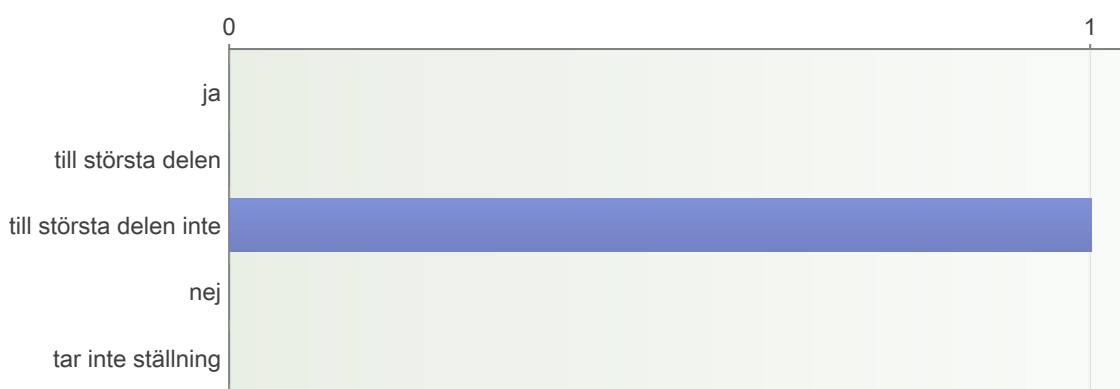 0 1
ja
till största delen
till största delen inte
nej
tar inte ställning